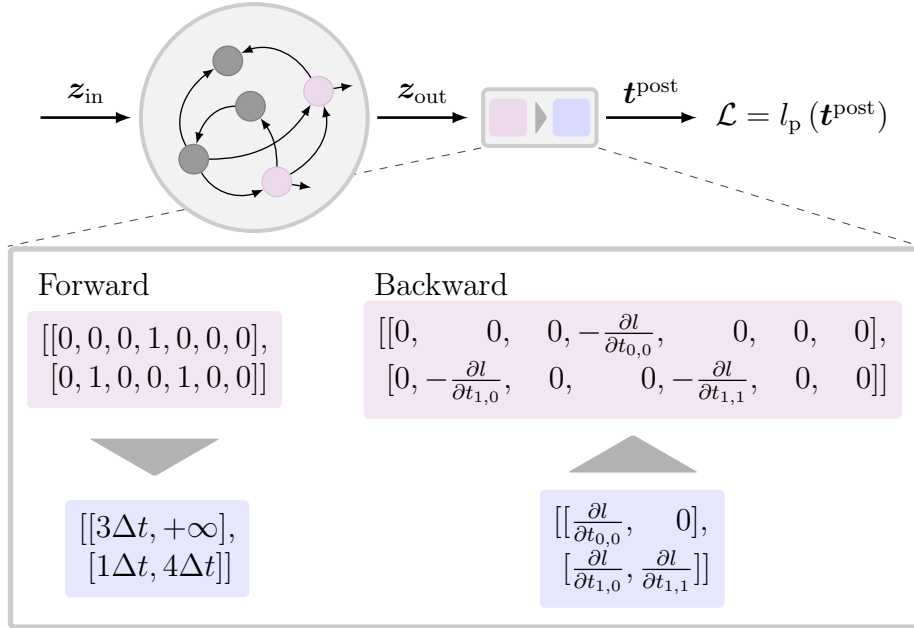 z_in
z_out
t^post
ℒ = l_p (t^post)
Forward
Backward
[[0, 0, 0, 1, 0, 0, 0],
[0, 1, 0, 0, 1, 0, 0]]
[[0, 0, 0, −∂l/∂t_{0,0}, 0, 0, 0],
[0, −∂l/∂t_{1,0}, 0, 0, −∂l/∂t_{1,1}, 0, 0]]
[[3Δt, +∞],
[1Δt, 4Δt]]
[[∂l/∂t_{0,0}, 0],
[∂l/∂t_{1,0}, ∂l/∂t_{1,1}]]